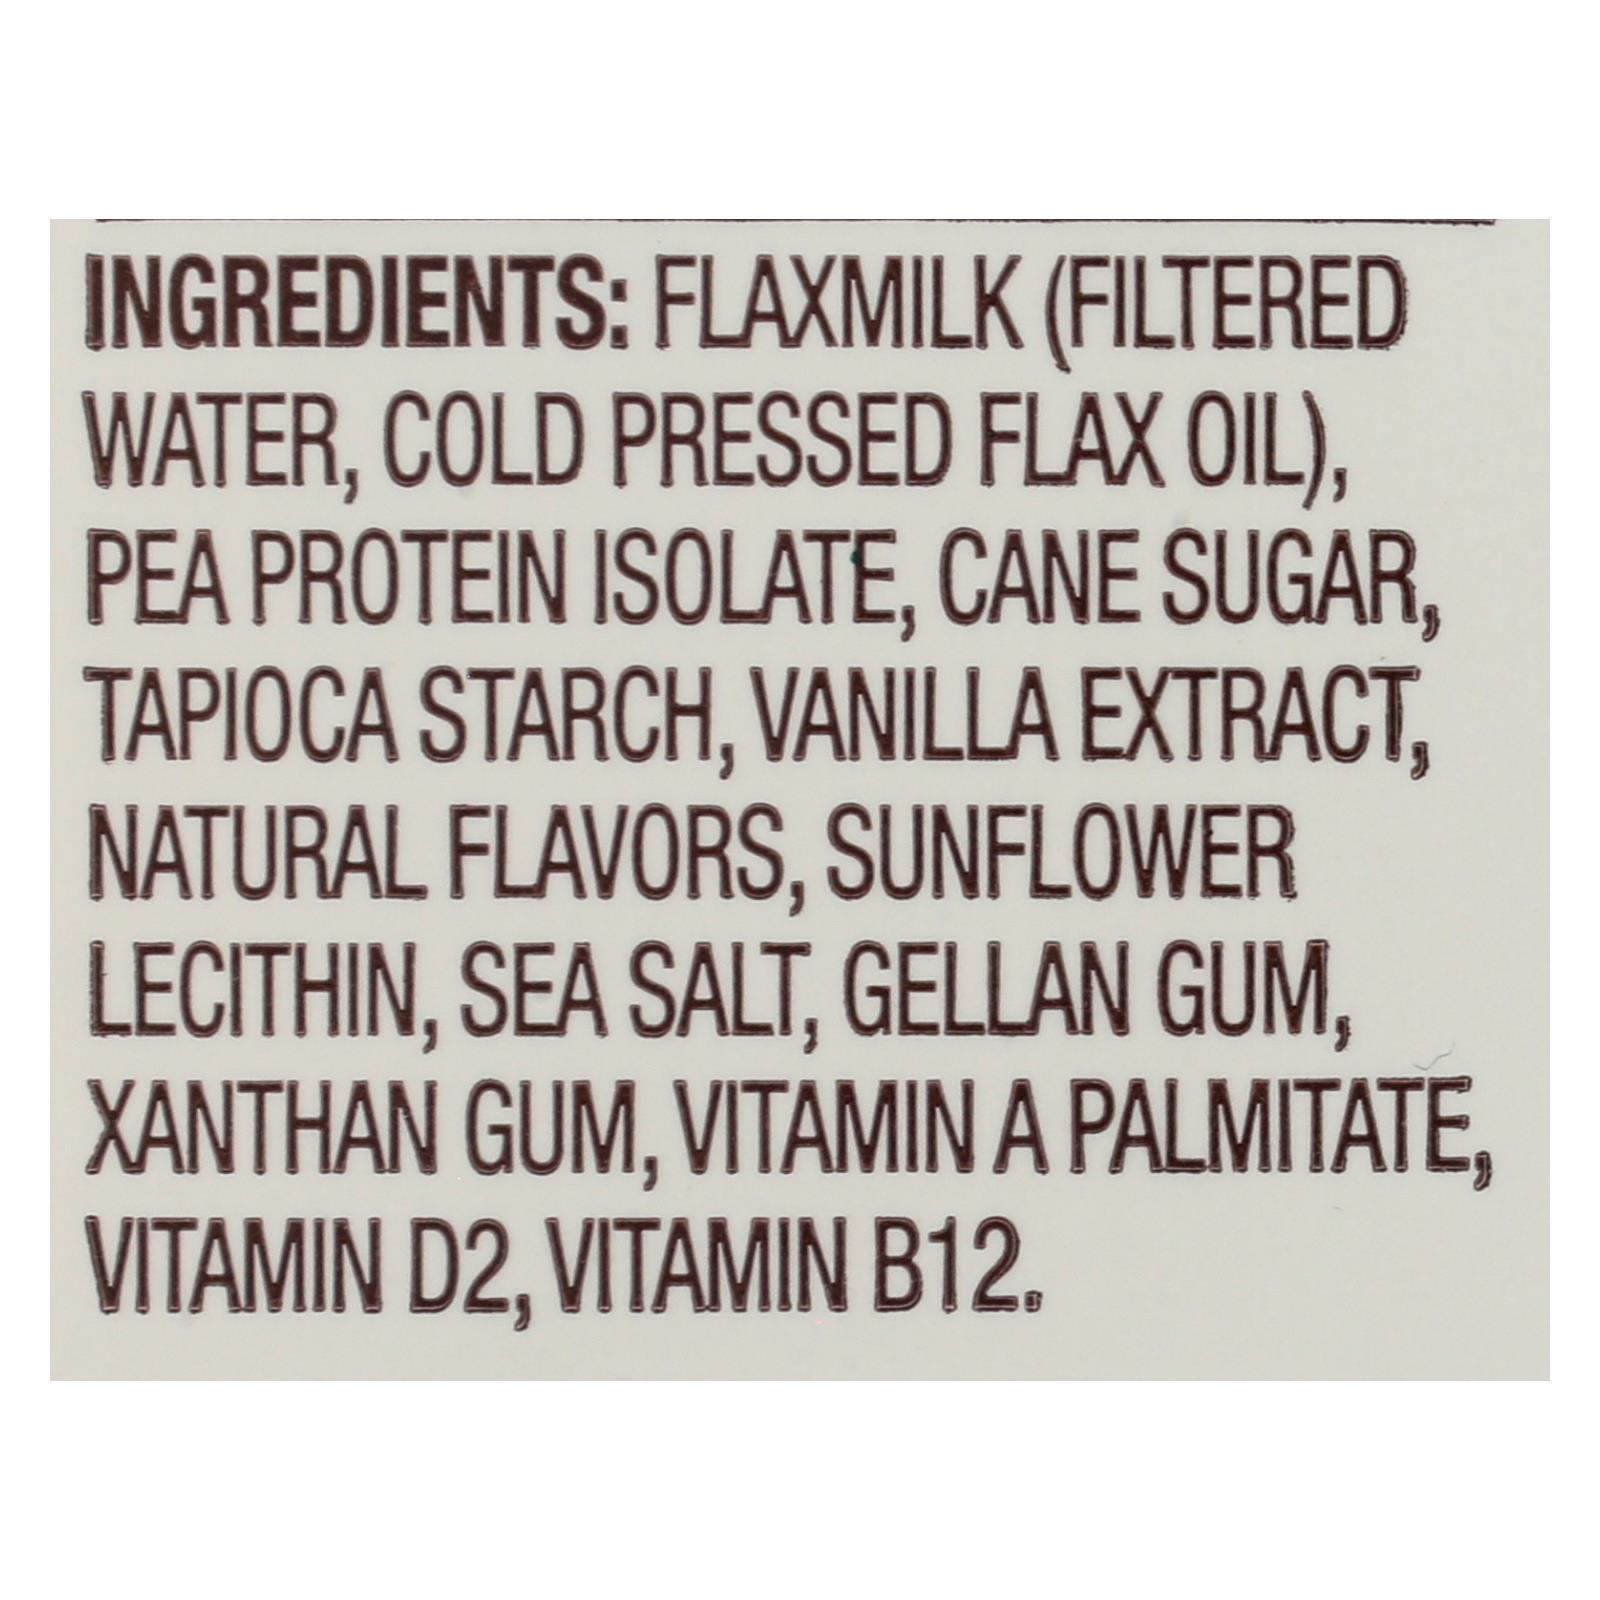 INGREDIENTS: FLAXMILK (FILTERED
WATER, COLD PRESSED FLAX OIL),
PEA PROTEIN ISOLATE, CANE SUGAR,
TAPIOCA STARCH, VANILLA EXTRACT,
NATURAL FLAVORS, SUNFLOWER
LECITHIN, SEA SALT, GELLAN GUM,
XANTHAN GUM, VITAMIN A PALMITATE,
VITAMIN D2, VITAMIN B12.